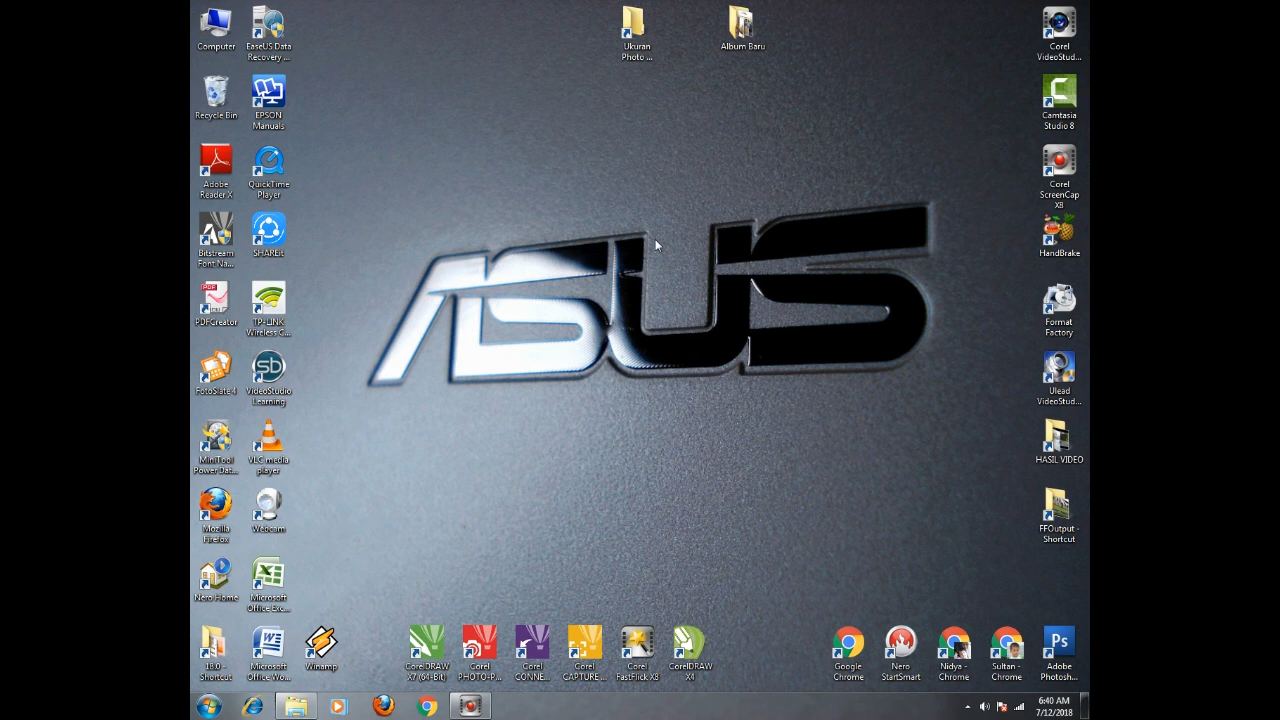 Computer
EaseUS Data
Recovery ...
Ukuran
Photo ...
Album Baru
Corel
VideoStud...
Recycle Bin
EPSON
Manuals
Camtasia
Studio 8
Adobe
Reader X
QuickTime
Player
Corel
ScreenCap
X8
Bitstream
Font Na...
SHAREit
HandBrake
ASUS
PDF
PDFCreator
TP-LINK
Wireless C...
Format
Factory
FotoSlate 4
sb
VideoStudio
Learning
Ulead
VideoStud...
MiniTool
Power Dat...
VLC media
player
HASIL VIDEO
Mozilla
Firefox
Webcam
FFOutput -
Shortcut
Nero Home
Microsoft
Office Exc...
18.0 -
Shortcut
Microsoft
Office Wo...
Winamp
CorelDRAW
X7 (64-Bit)
Corel
PHOTO-P...
Corel
CONNE...
Corel
CAPTURE ...
Corel
FastFlick X8
CorelDRAW
X4
Google
Chrome
Nero
StartSmart
Nidya -
Chrome
Sultan -
Chrome
Ps
Adobe
Photosh...
6:40 AM
7/12/2018